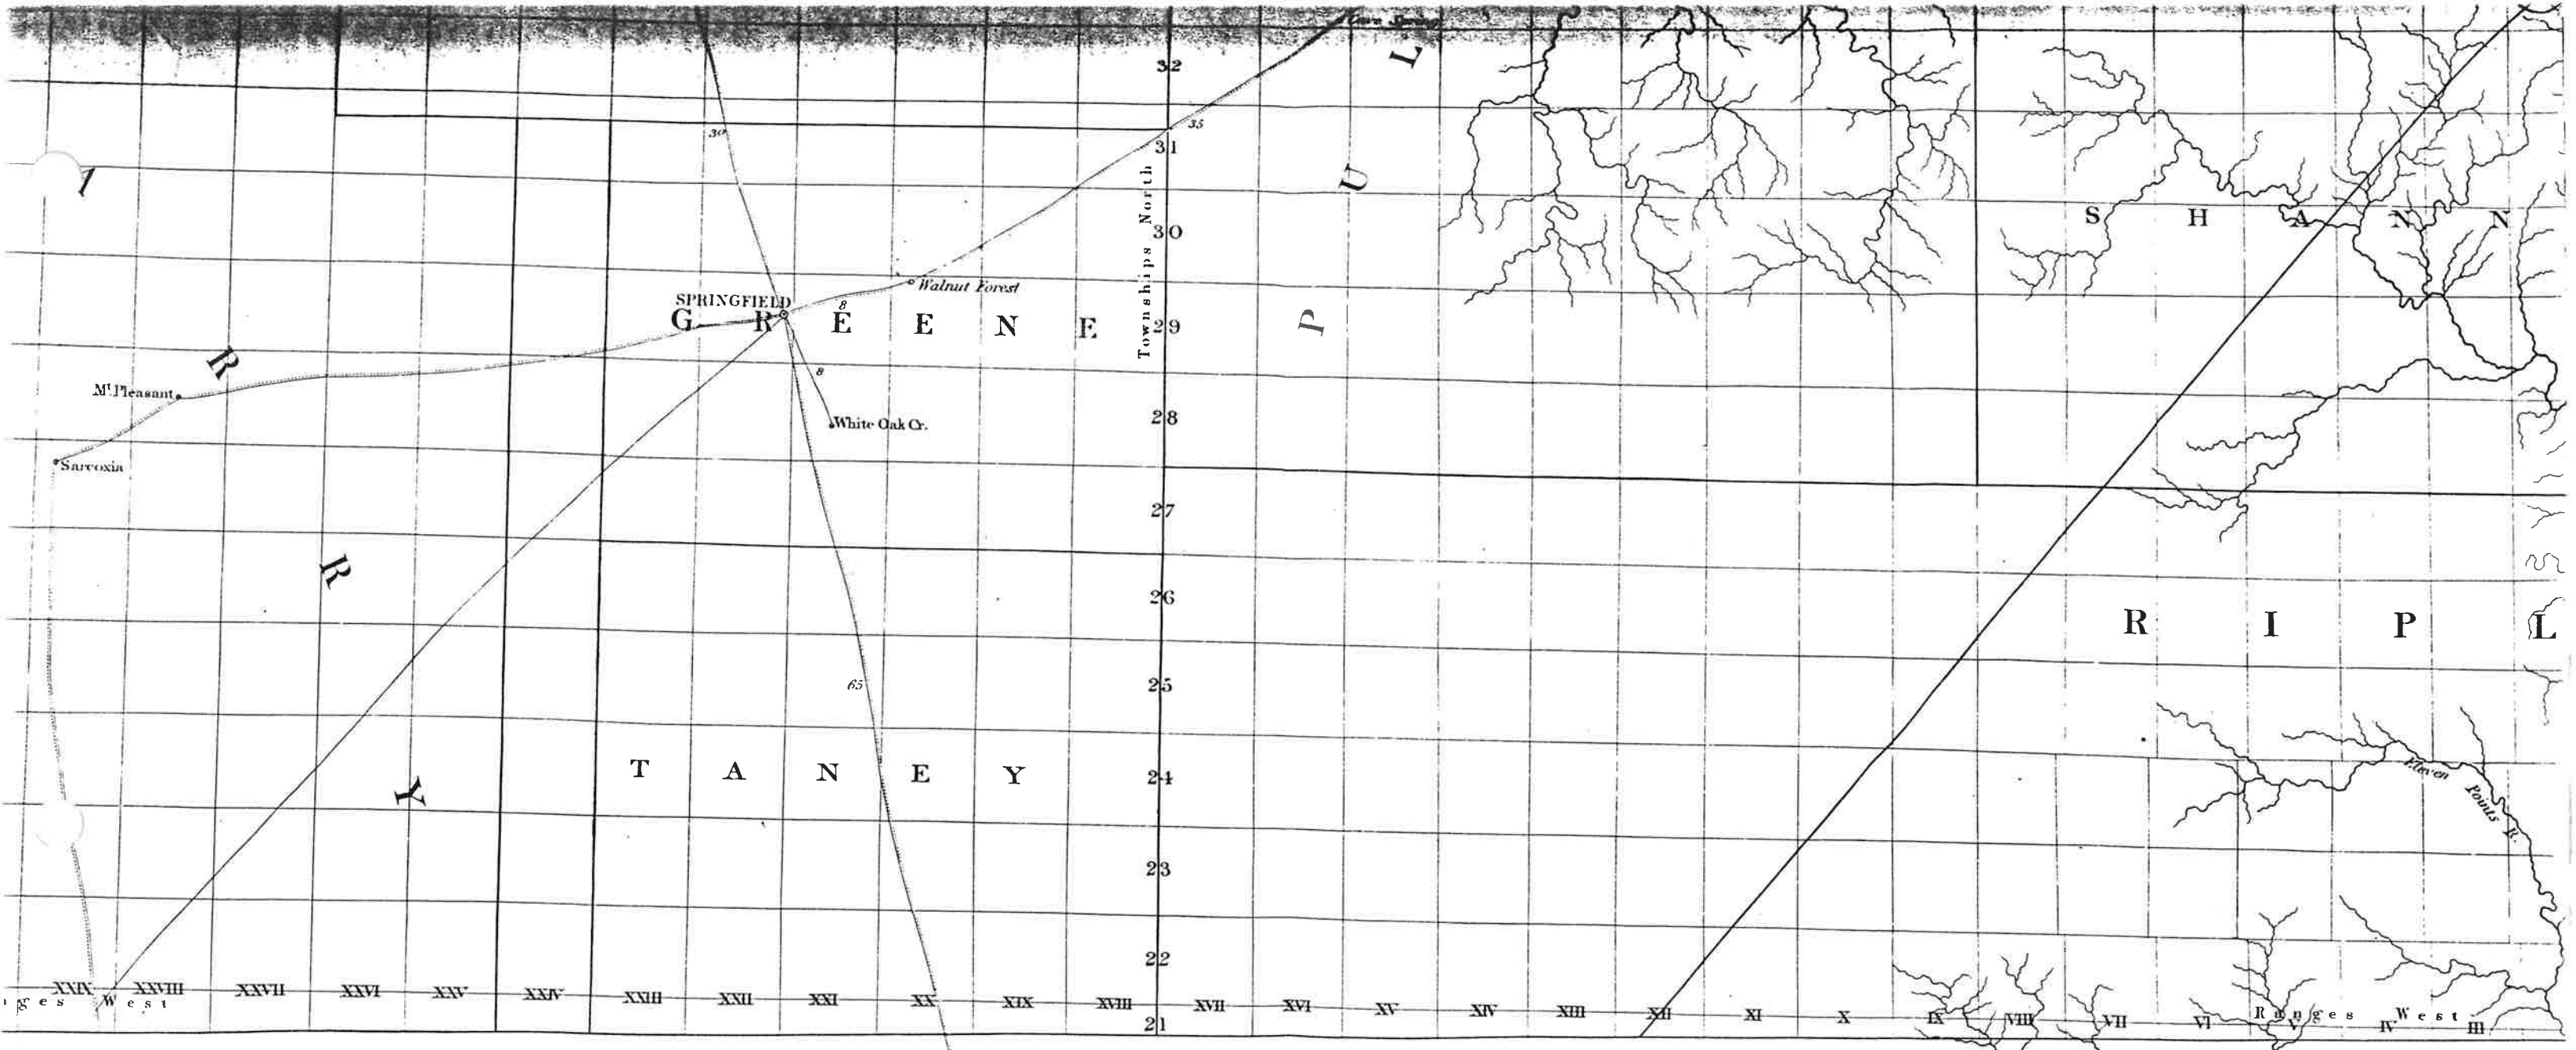 Cave Spring
L
32
30
35
31
U
Townships North
30
S H A N N
Walnut Forest
SPRINGFIELD
8
G R E E N E
29
P
R
8
Mt. Pleasant
28
White Oak Cr.
Sarcoxia
27
R
26
R I P L
65
25
T A N E Y
24
Eleven Points R.
Y
23
22
XXIX XXVIII XXVII XXVI XXV XXIV XXIII XXII XXI XX XIX XVIII XVII XVI XV XIV XIII XII XI X IX VIII VII VI V IV III
nges West
Ranges West
21